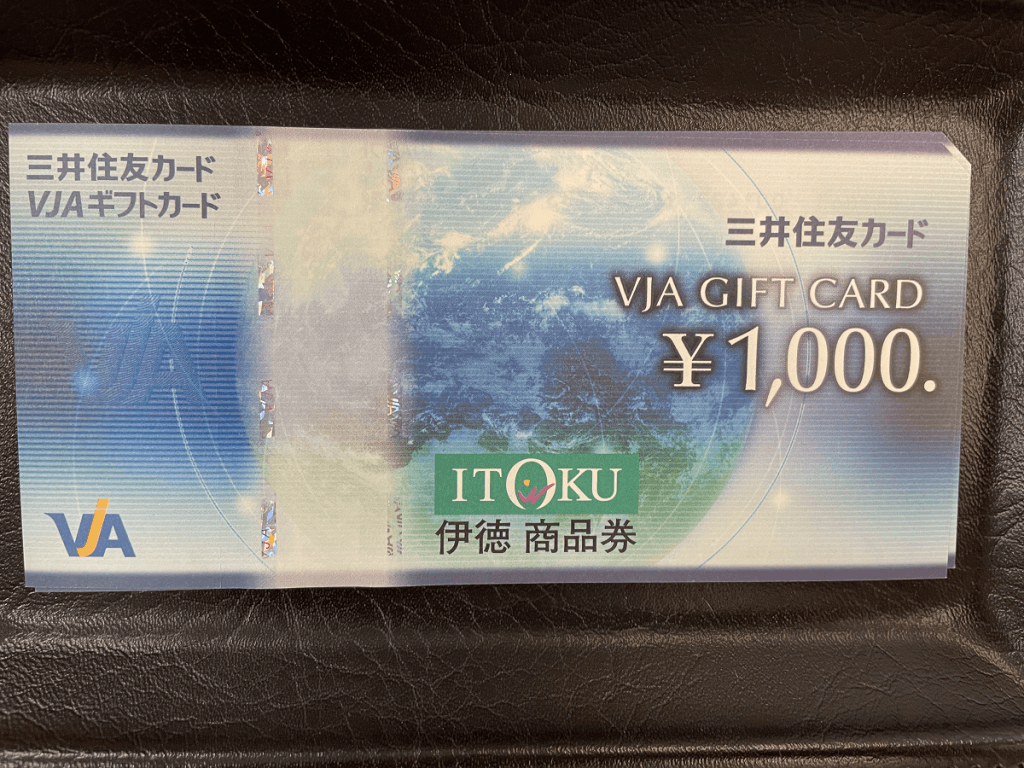 三井住友カード
VJAギフトカード
三井住友カード
VJA GIFT CARD
¥1,000.
ITOKU
伊徳 商品券
VJA
VJA